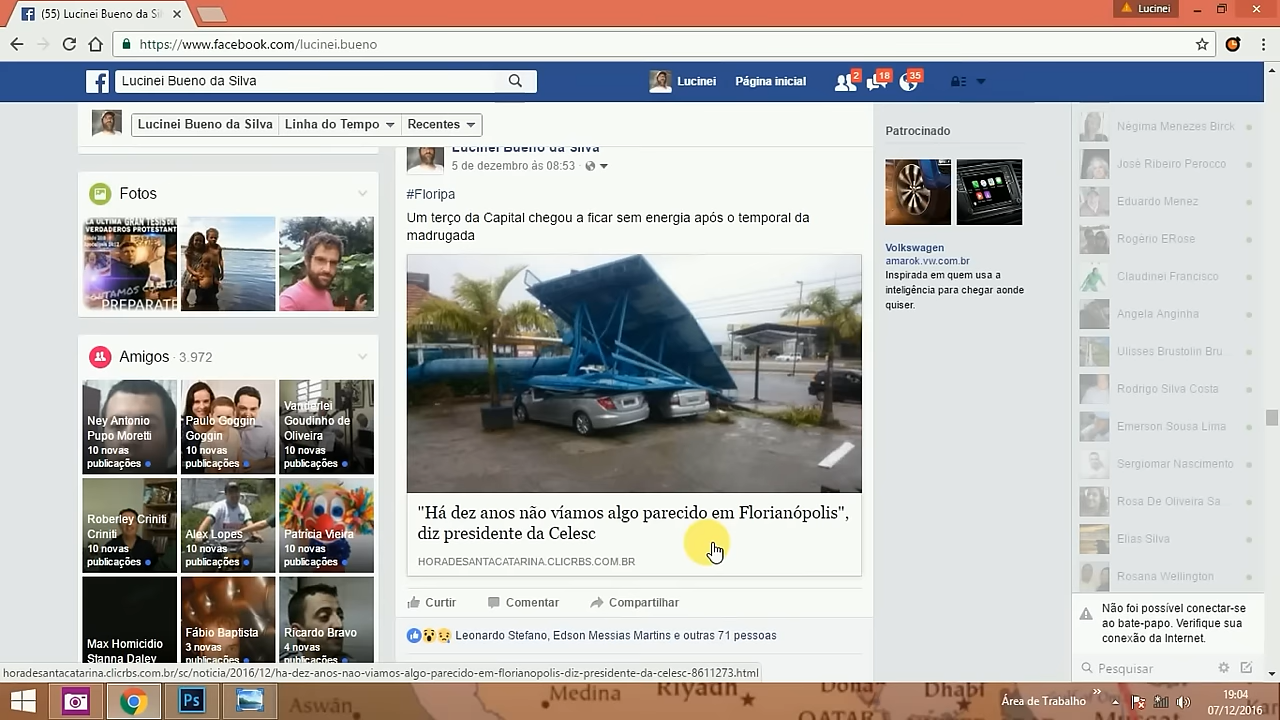 (55) Lucinei Bueno da Si
Lucinei
https://www.facebook.com/lucinei.bueno
Lucinei Bueno da Silva
Lucinei
Página inicial
2
18
35
Lucinei Bueno da Silva
Linha do Tempo
Recentes
Fotos
PREPARATE
Amigos · 3.972
Ney Antonio
Pupo Moretti
10 novas
publicações
Paulo Goggin
Goggin
10 novas
publicações
Vanderlei
Goudinho de
Oliveira
10 novas
publicações
Roberley Criniti
Criniti
10 novas
publicações
Alex Lopes
10 novas
publicações
Patrícia Vieira
10 novas
publicações
Max Homicidio
Stanna Daley
Fábio Baptista
3 novas
Ricardo Bravo
4 novas
Lucinei Bueno da Silva
5 de dezembro às 08:53
#Floripa
Um terço da Capital chegou a ficar sem energia após o temporal da
madrugada
"Há dez anos não víamos algo parecido em Florianópolis",
diz presidente da Celesc
HORADESANTACATARINA.CLICRBS.COM.BR
Curtir
Comentar
Compartilhar
Leonardo Stefano, Edson Messias Martins e outras 71 pessoas
Patrocinado
Volkswagen
amarok.vw.com.br
Inspirada em quem usa a
inteligência para chegar aonde
quiser.
Négima Menezes Birck
José Ribeiro Perocco
Eduardo Menez
Rogerio ERose
Claudinei Francisco
Angela Anginha
Ulisses Brustolin Bru...
Rodrigo Silva Costa
Emerson Sousa Lima
Sergiomar Nascimento
Rosa De Oliveira Sa
Elias Silva
Rosana Wellington
Não foi possível conectar-se
ao bate-papo. Verifique sua
conexão da Internet.
Pesquisar
horadesantacatarina.clicrbs.com.br/sc/noticia/2016/12/ha-dez-anos-nao-viamos-algo-parecido-em-florianopolis-diz-presidente-da-celesc-8611273.html
Ps
Aswān
Medina
Riyadh
QATAR
Dhabi
Área de Trabalho
19:04
07/12/2016